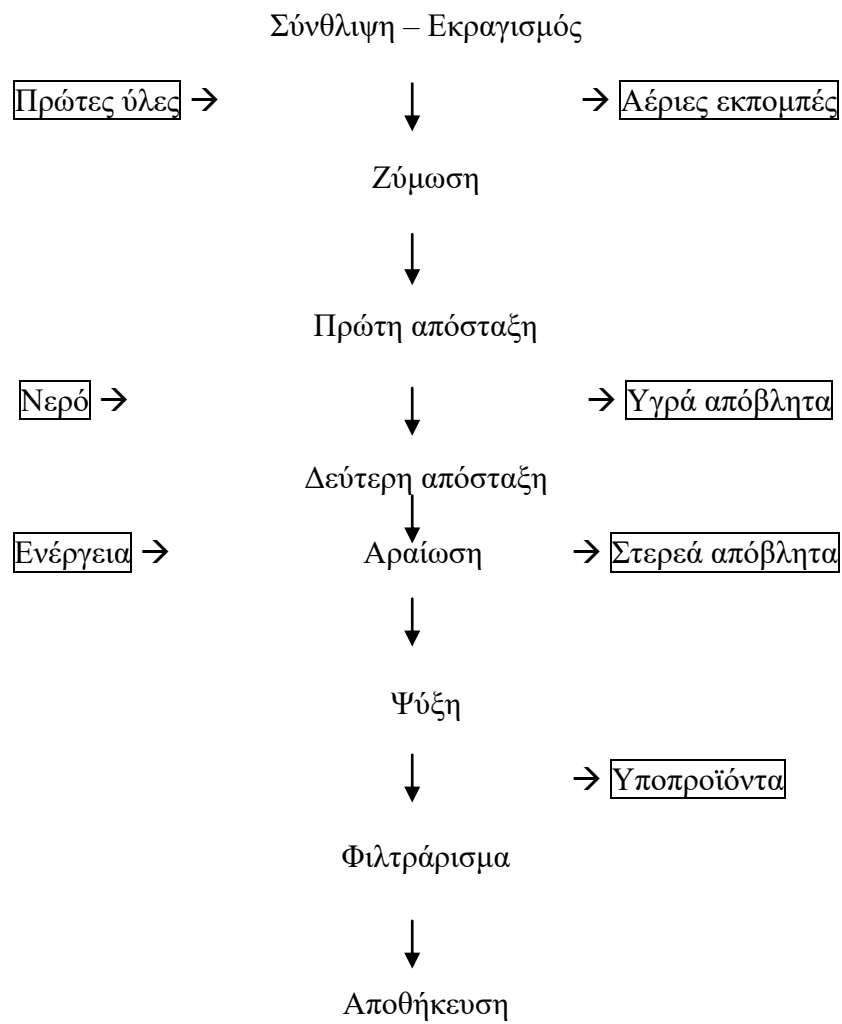 Σύνθλιψη – Εκραγισμός
Πρώτες ύλες → → Αέριες εκπομπές
Ζύμωση
Πρώτη απόσταξη
Νερό → → Υγρά απόβλητα
Δεύτερη απόσταξη
Ενέργεια → Αραίωση → Στερεά απόβλητα
Ψύξη
→ Υποπροϊόντα
Φιλτράρισμα
Αποθήκευση